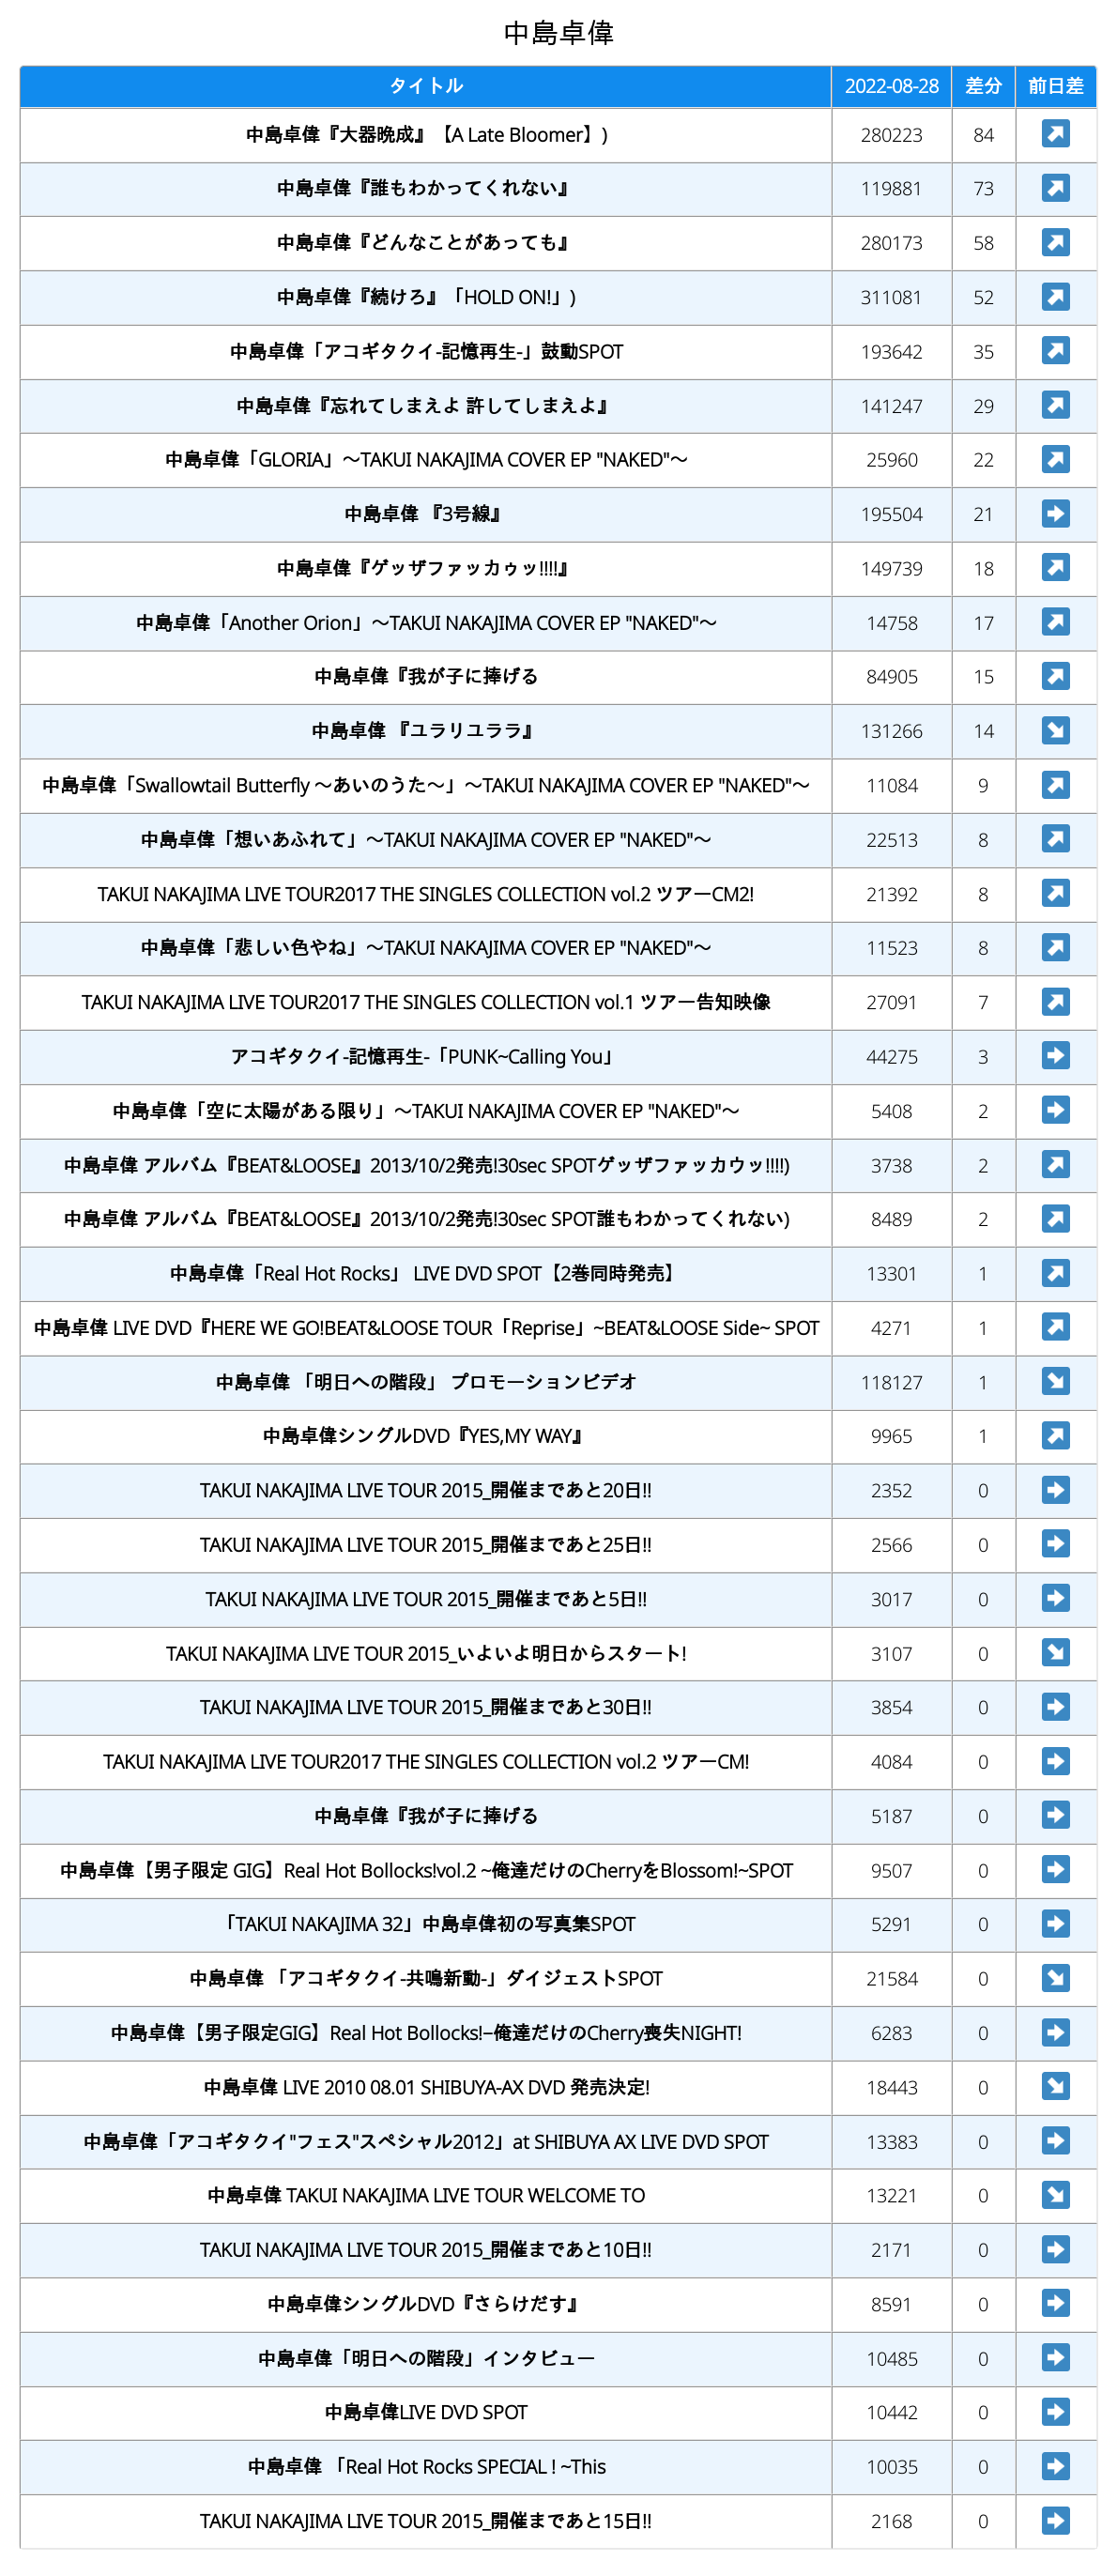 中島卓偉
タイトル 2022-08-28 差分 前日差
中島卓偉『大器晩成』【A Late Bloomer】) 280223 84 ↗
中島卓偉『誰もわかってくれない』 119881 73 ↗
中島卓偉『どんなことがあっても』 280173 58 ↗
中島卓偉『続けろ』「HOLD ON!」) 311081 52 ↗
中島卓偉「アコギタクイ-記憶再生-」鼓動SPOT 193642 35 ↗
中島卓偉『忘れてしまえよ 許してしまえよ』 141247 29 ↗
中島卓偉「GLORIA」〜TAKUI NAKAJIMA COVER EP "NAKED"〜 25960 22 ↗
中島卓偉 『3号線』 195504 21 ➡
中島卓偉『ゲッザファッカゥッ!!!!』 149739 18 ↗
中島卓偉「Another Orion」〜TAKUI NAKAJIMA COVER EP "NAKED"〜 14758 17 ↗
中島卓偉『我が子に捧げる 84905 15 ↗
中島卓偉 『ユラリユララ』 131266 14 ↘
中島卓偉「Swallowtail Butterfly 〜あいのうた〜」〜TAKUI NAKAJIMA COVER EP "NAKED"〜 11084 9 ↗
中島卓偉「想いあふれて」〜TAKUI NAKAJIMA COVER EP "NAKED"〜 22513 8 ↗
TAKUI NAKAJIMA LIVE TOUR2017 THE SINGLES COLLECTION vol.2 ツアーCM2! 21392 8 ↗
中島卓偉「悲しい色やね」〜TAKUI NAKAJIMA COVER EP "NAKED"〜 11523 8 ↗
TAKUI NAKAJIMA LIVE TOUR2017 THE SINGLES COLLECTION vol.1 ツアー告知映像 27091 7 ↗
アコギタクイ-記憶再生-「PUNK~Calling You」 44275 3 ➡
中島卓偉「空に太陽がある限り」〜TAKUI NAKAJIMA COVER EP "NAKED"〜 5408 2 ➡
中島卓偉 アルバム『BEAT&LOOSE』2013/10/2発売!30sec SPOTゲッザファッカウッ!!!!) 3738 2 ↗
中島卓偉 アルバム『BEAT&LOOSE』2013/10/2発売!30sec SPOT誰もわかってくれない) 8489 2 ↗
中島卓偉「Real Hot Rocks」 LIVE DVD SPOT【2巻同時発売】 13301 1 ↗
中島卓偉 LIVE DVD『HERE WE GO!BEAT&LOOSE TOUR「Reprise」~BEAT&LOOSE Side~ SPOT 4271 1 ↗
中島卓偉 「明日への階段」 プロモーションビデオ 118127 1 ↘
中島卓偉シングルDVD『YES,MY WAY』 9965 1 ↗
TAKUI NAKAJIMA LIVE TOUR 2015_開催まであと20日!! 2352 0 ➡
TAKUI NAKAJIMA LIVE TOUR 2015_開催まであと25日!! 2566 0 ➡
TAKUI NAKAJIMA LIVE TOUR 2015_開催まであと5日!! 3017 0 ➡
TAKUI NAKAJIMA LIVE TOUR 2015_いよいよ明日からスタート! 3107 0 ↘
TAKUI NAKAJIMA LIVE TOUR 2015_開催まであと30日!! 3854 0 ➡
TAKUI NAKAJIMA LIVE TOUR2017 THE SINGLES COLLECTION vol.2 ツアーCM! 4084 0 ➡
中島卓偉『我が子に捧げる 5187 0 ➡
中島卓偉【男子限定 GIG】Real Hot Bollocks!vol.2 ~俺達だけのCherryをBlossom!~SPOT 9507 0 ➡
「TAKUI NAKAJIMA 32」中島卓偉初の写真集SPOT 5291 0 ➡
中島卓偉 「アコギタクイ-共鳴新動-」ダイジェストSPOT 21584 0 ↘
中島卓偉【男子限定GIG】Real Hot Bollocks!−俺達だけのCherry喪失NIGHT! 6283 0 ➡
中島卓偉 LIVE 2010 08.01 SHIBUYA-AX DVD 発売決定! 18443 0 ↘
中島卓偉「アコギタクイ"フェス"スペシャル2012」at SHIBUYA AX LIVE DVD SPOT 13383 0 ➡
中島卓偉 TAKUI NAKAJIMA LIVE TOUR WELCOME TO 13221 0 ↘
TAKUI NAKAJIMA LIVE TOUR 2015_開催まであと10日!! 2171 0 ➡
中島卓偉シングルDVD『さらけだす』 8591 0 ➡
中島卓偉「明日への階段」インタビュー 10485 0 ➡
中島卓偉LIVE DVD SPOT 10442 0 ➡
中島卓偉 「Real Hot Rocks SPECIAL ! ~This 10035 0 ➡
TAKUI NAKAJIMA LIVE TOUR 2015_開催まであと15日!! 2168 0 ➡